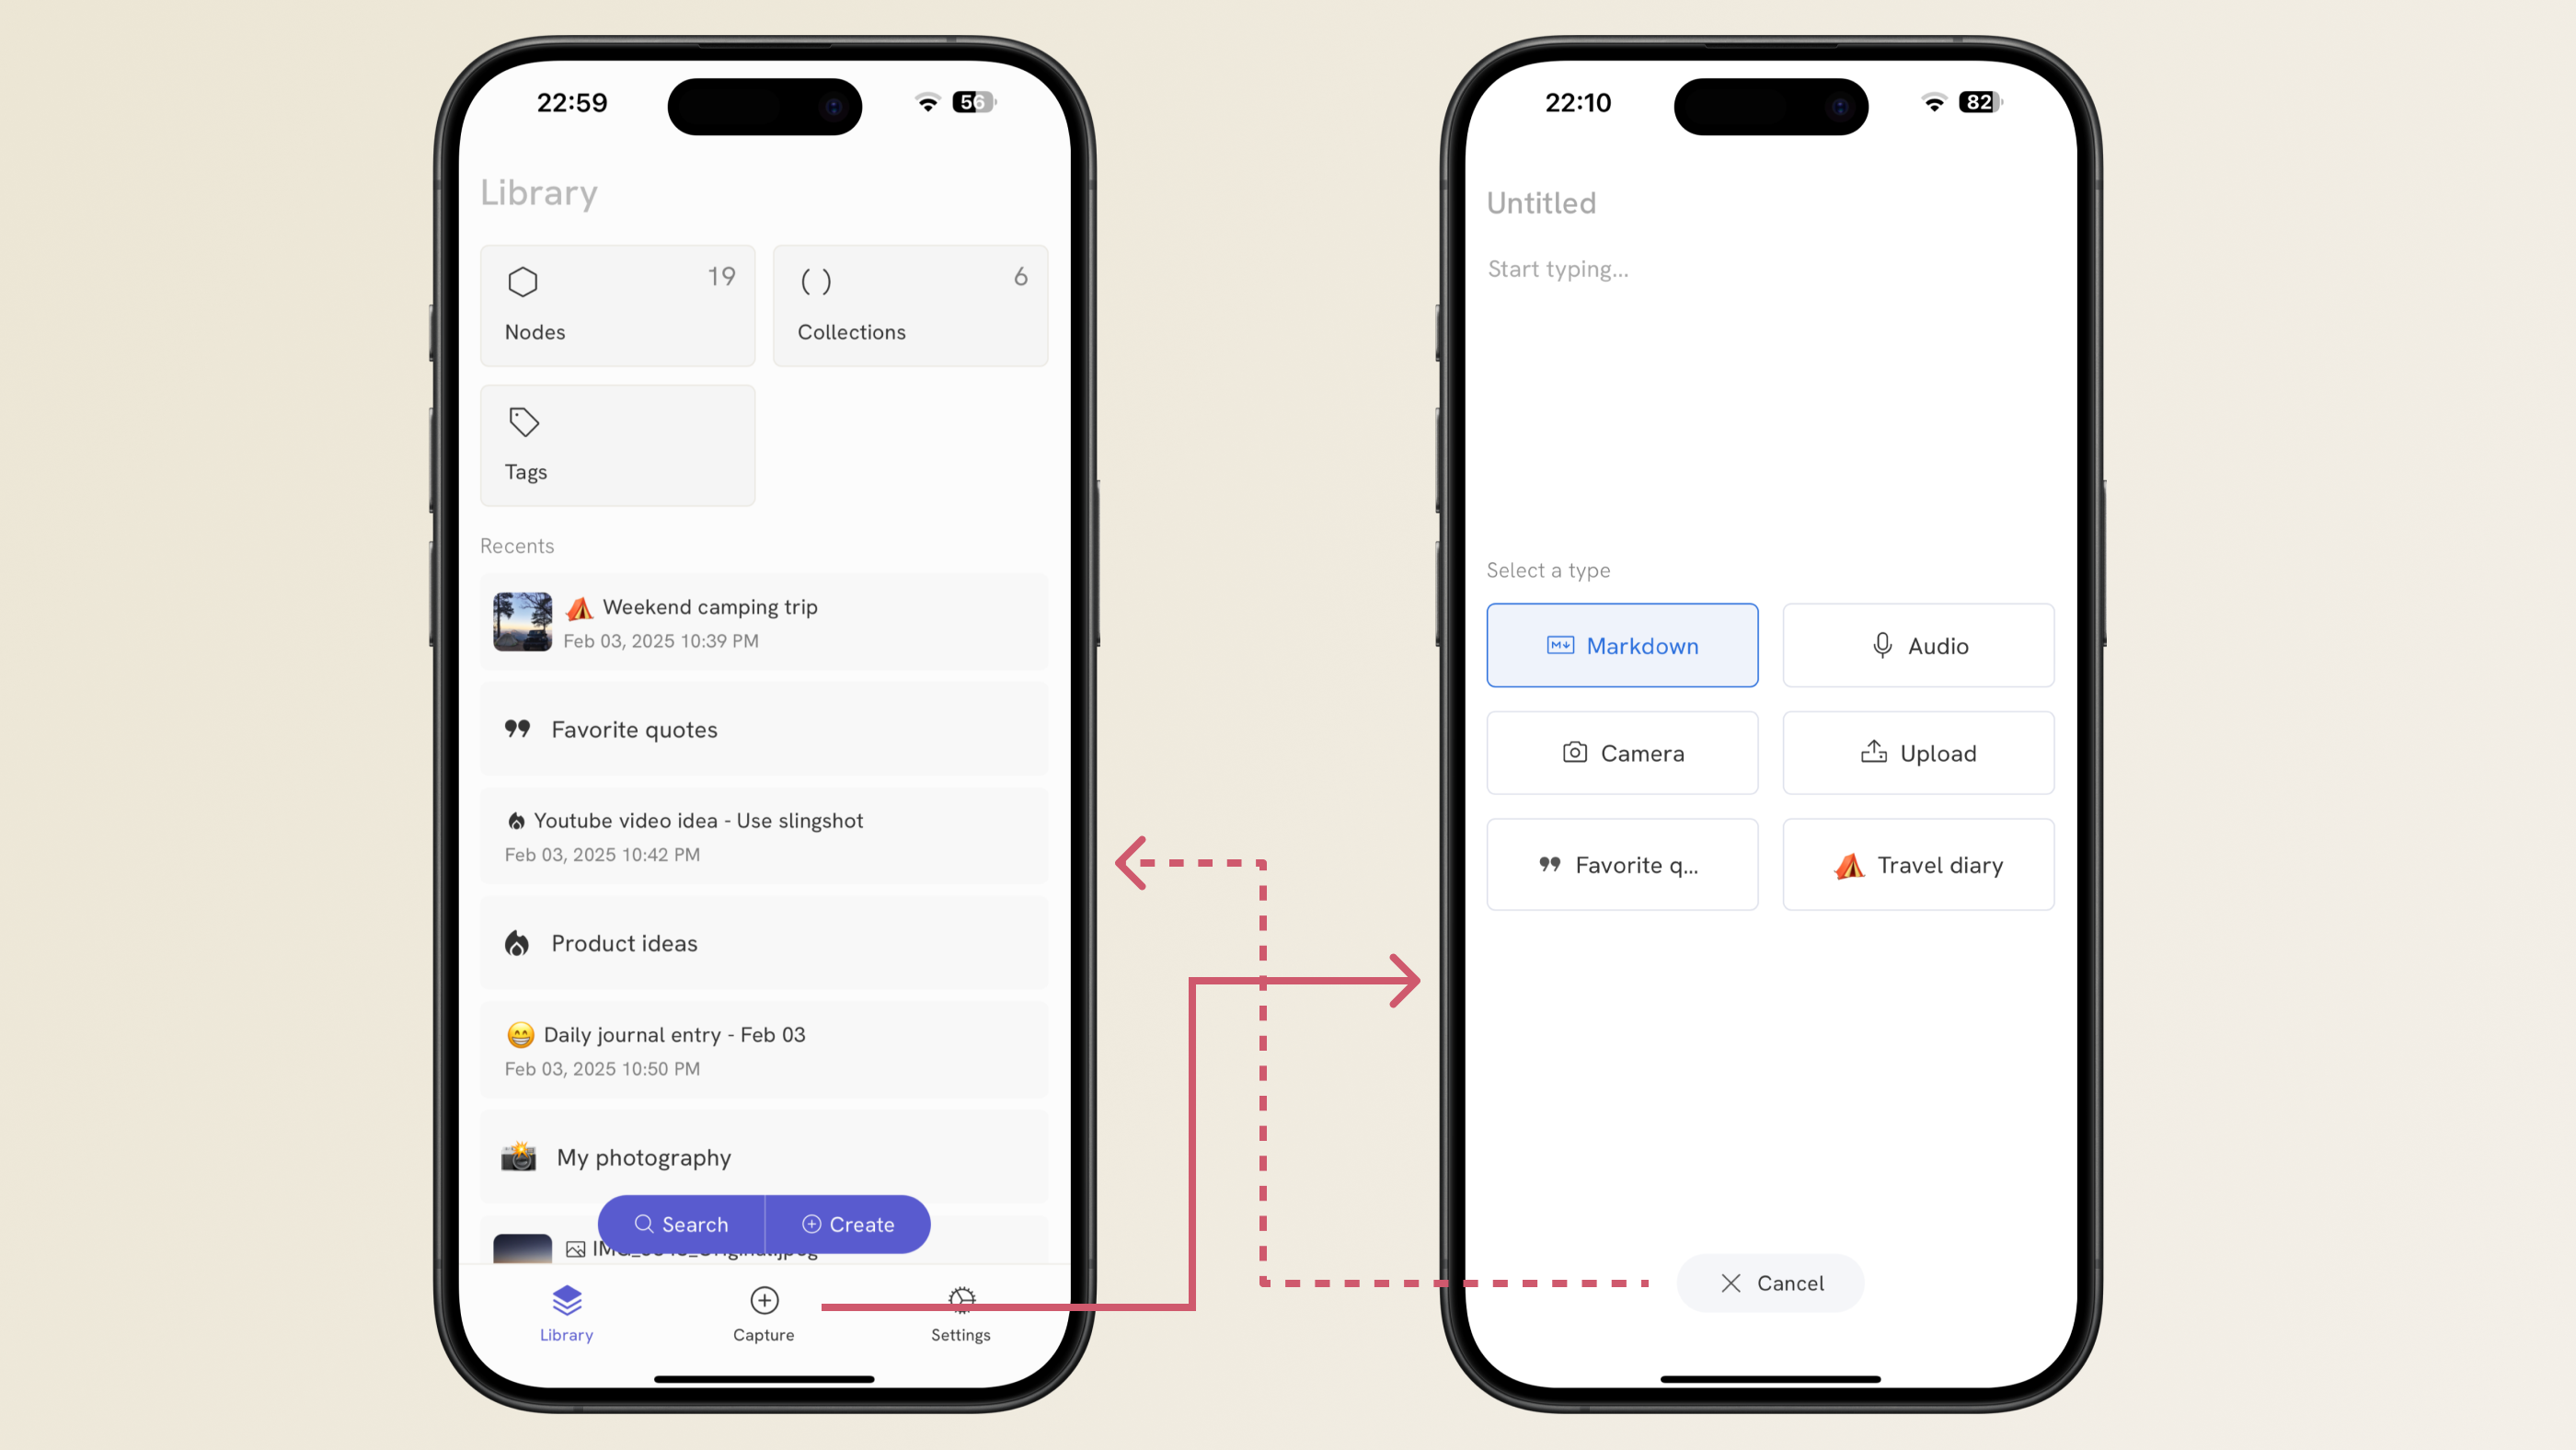 22:59
56
Library
19
Nodes
6
Collections
Tags
Recents
Weekend camping trip
Feb 03, 2025 10:39 PM
Favorite quotes
Youtube video idea - Use slingshot
Feb 03, 2025 10:42 PM
Product ideas
Daily journal entry - Feb 03
Feb 03, 2025 10:50 PM
My photography
Search
Create
Library
Capture
Settings
22:10
82
Untitled
Start typing...
Select a type
Markdown
Audio
Camera
Upload
Favorite q...
Travel diary
Cancel